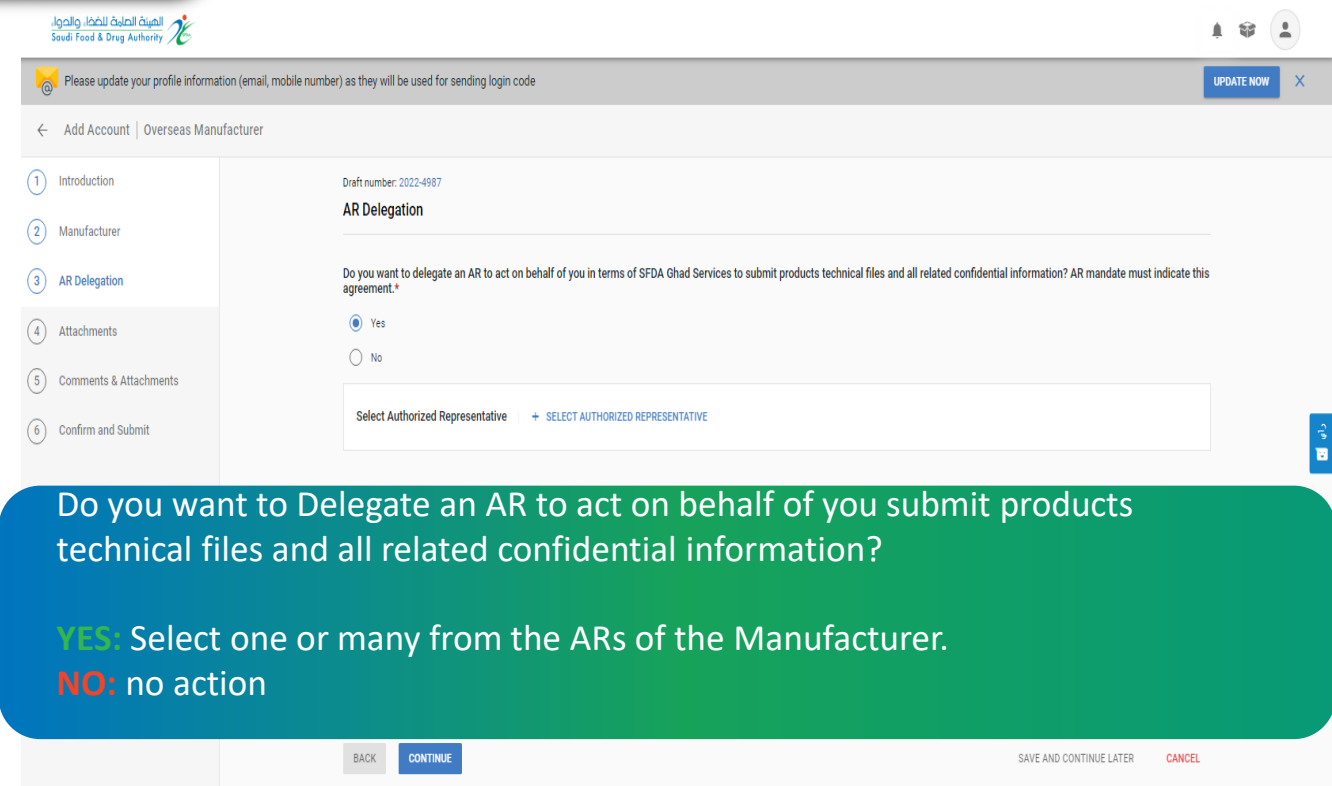 الهيئة العامة للغذاء والدواء
Saudi Food & Drug Authority
Please update your profile information (email, mobile number) as they will be used for sending login code
UPDATE NOW
X
Add Account | Overseas Manufacturer
1 Introduction
2 Manufacturer
3 AR Delegation
4 Attachments
5 Comments & Attachments
6 Confirm and Submit
Draft number: 2022-4987
AR Delegation
Do you want to delegate an AR to act on behalf of you in terms of SFDA Ghad Services to submit products technical files and all related confidential information? AR mandate must indicate this
agreement.*
Yes
No
Select Authorized Representative + SELECT AUTHORIZED REPRESENTATIVE
Do you want to Delegate an AR to act on behalf of you submit products
technical files and all related confidential information?
YES: Select one or many from the ARs of the Manufacturer.
NO: no action
BACK
CONTINUE
SAVE AND CONTINUE LATER
CANCEL